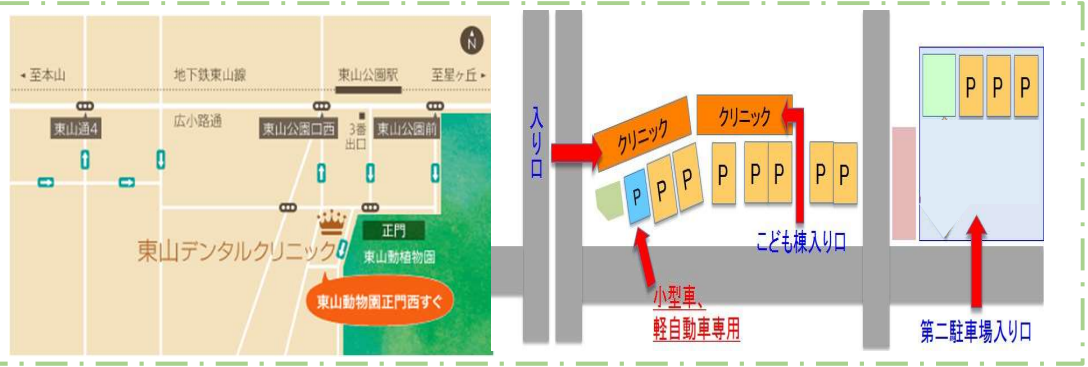 N
◂至本山
地下鉄東山線
東山公園駅
至星ヶ丘▸
東山通4
広小路通
東山公園口西
3番
出口
東山公園前
正門
東山動植物園
東山デンタルクリニック
東山動物園正門西すぐ
入り口
クリニック
クリニック
P
P
P
P
P
P
P
P
こども棟入り口
小型車、
軽自動車専用
P
P
P
第二駐車場入り口